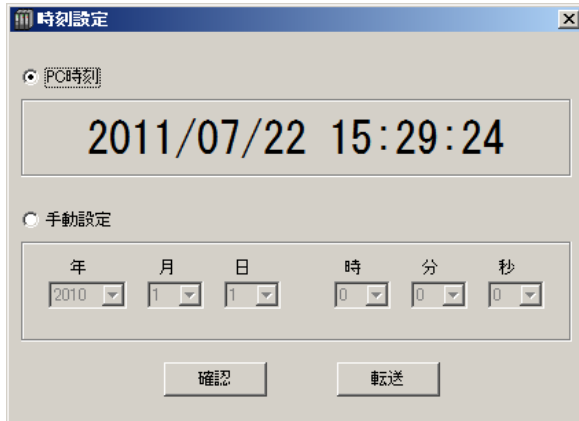 時刻設定
PC時刻
2011/07/22 15:29:24
手動設定
年 月 日 時 分 秒
2010 1 1 0 0 0
確認 転送